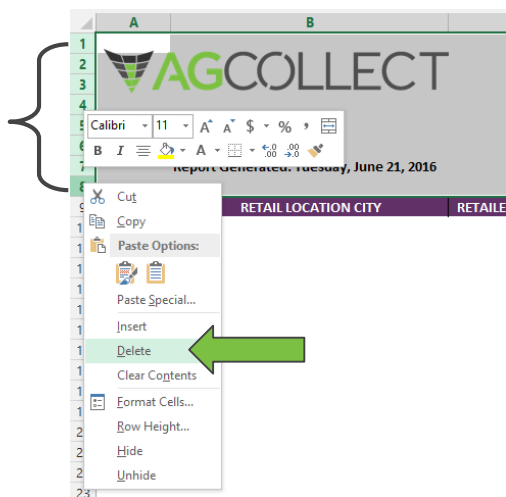 A B
1
2
3
4
5
6
7
8
AGCOLLECT
Calibri 11 A A $ % ,
B I A .00 .00
Report Generated: Tuesday, June 21, 2016
RETAIL LOCATION CITY RETAILE
Cut
Copy
Paste Options:
Paste Special...
Insert
Delete
Clear Contents
Format Cells...
Row Height...
Hide
Unhide
23